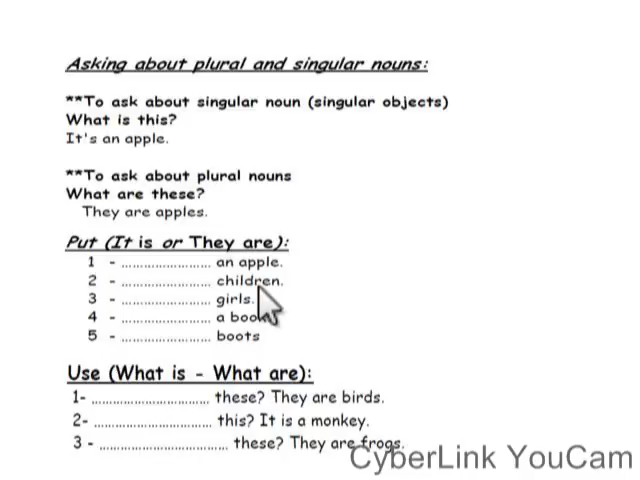 Asking about plural and singular nouns:
**To ask about singular noun (singular objects)
What is this?
It's an apple.
**To ask about plural nouns
What are these?
They are apples.
Put (It is or They are):
1 - ........................ an apple.
2 - ........................ children.
3 - ........................ girls.
4 - ........................ a book.
5 - ........................ boots
Use (What is - What are):
1- ................................ these? They are birds.
2- ................................ this? It is a monkey.
3 - ................................... these? They are frogs.
CyberLink YouCam